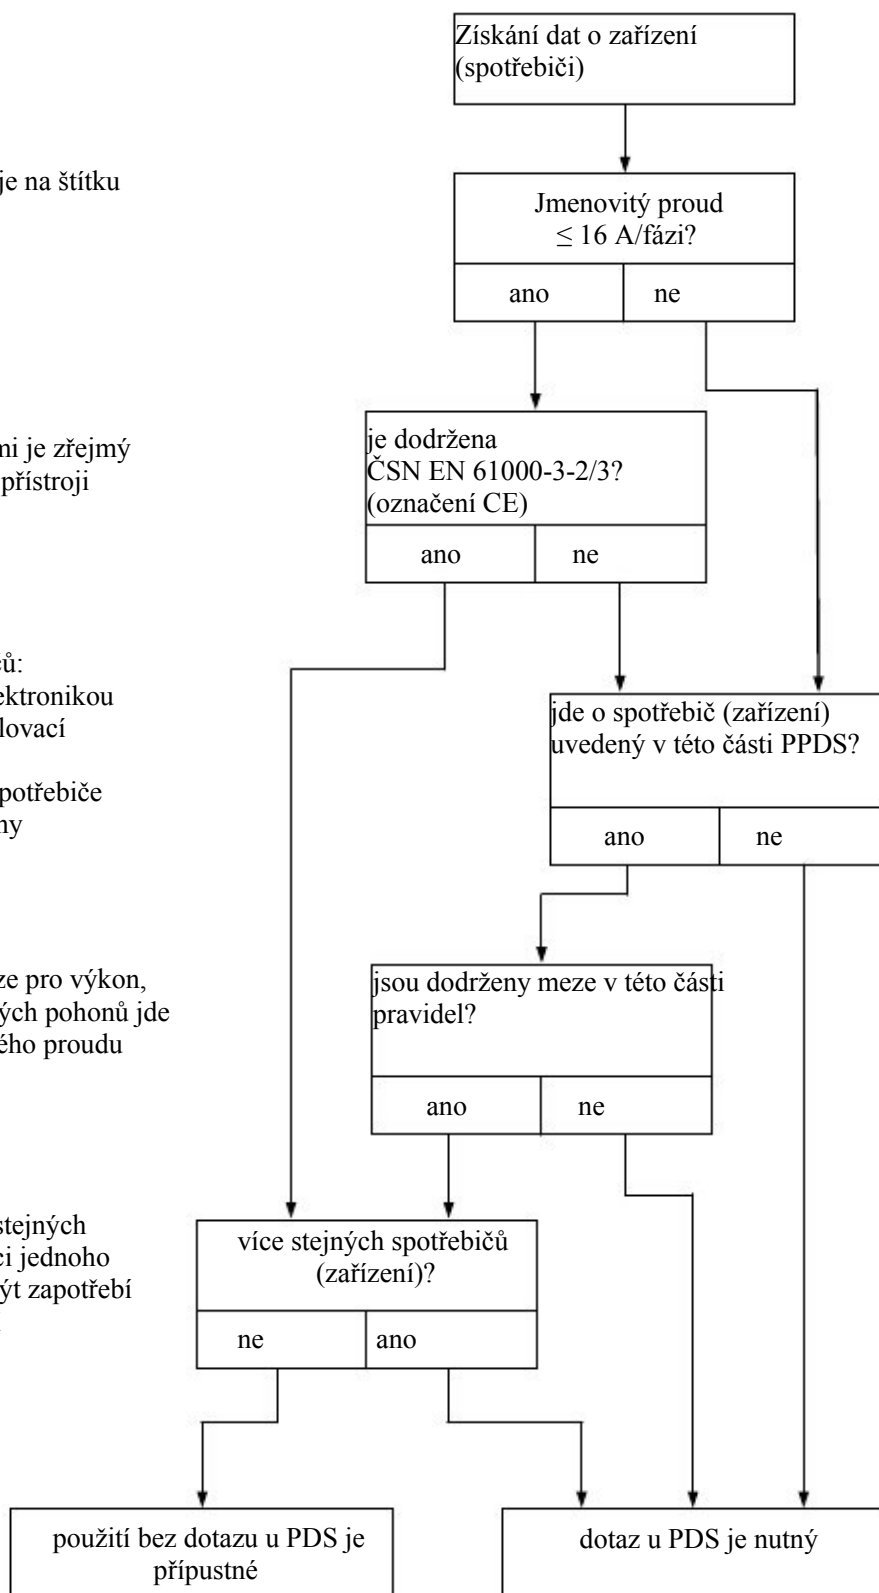 Získání dat o zařízení
(spotřebiči)
je na štítku
Jmenovitý proud
≤ 16 A/fázi?
ano
ne
ni je zřejmý
přístroji
je dodržena
ČSN EN 61000-3-2/3?
(označení CE)
ano
ne
čů:
ektronikou
lovací
potřebiče
ny
jde o spotřebič (zařízení)
uvedený v této části PPDS?
ano
ne
ze pro výkon,
ých pohonů jde
ého proudu
jsou dodrženy meze v této části
pravidel?
ano
ne
stejných
ci jednoho
ýt zapotřebí
více stejných spotřebičů
(zařízení)?
ne
ano
použití bez dotazu u PDS je
přípustné
dotaz u PDS je nutný